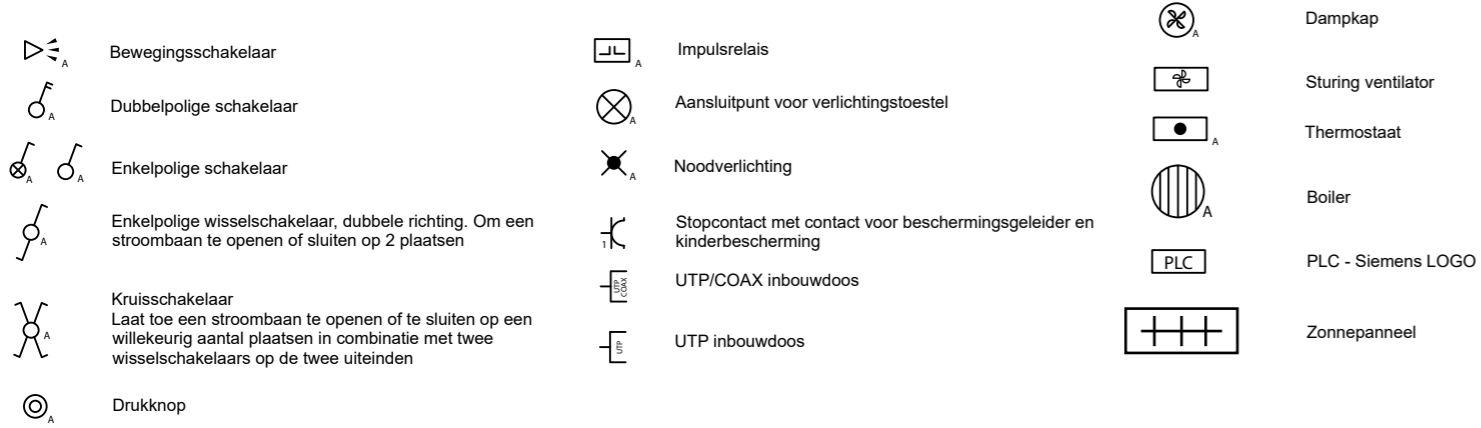 A
Bewegingsschakelaar
A
Dubbelpolige schakelaar
A
A
Enkelpolige schakelaar
A
Enkelpolige wisselschakelaar, dubbele richting. Om een
stroombaan te openen of sluiten op 2 plaatsen
A
Kruisschakelaar
Laat toe een stroombaan te openen of te sluiten op een
willekeurig aantal plaatsen in combinatie met twee
wisselschakelaars op de twee uiteinden
A
Drukknop
A
Impulsrelais
A
Aansluitpunt voor verlichtingstoestel
A
Noodverlichting
1
Stopcontact met contact voor beschermingsgeleider en
kinderbescherming
UTP
COAX
UTP/COAX inbouwdoos
UTP
UTP inbouwdoos
A
Dampkap
Sturing ventilator
A
Thermostaat
A
Boiler
PLC
PLC - Siemens LOGO
Zonnepanneel